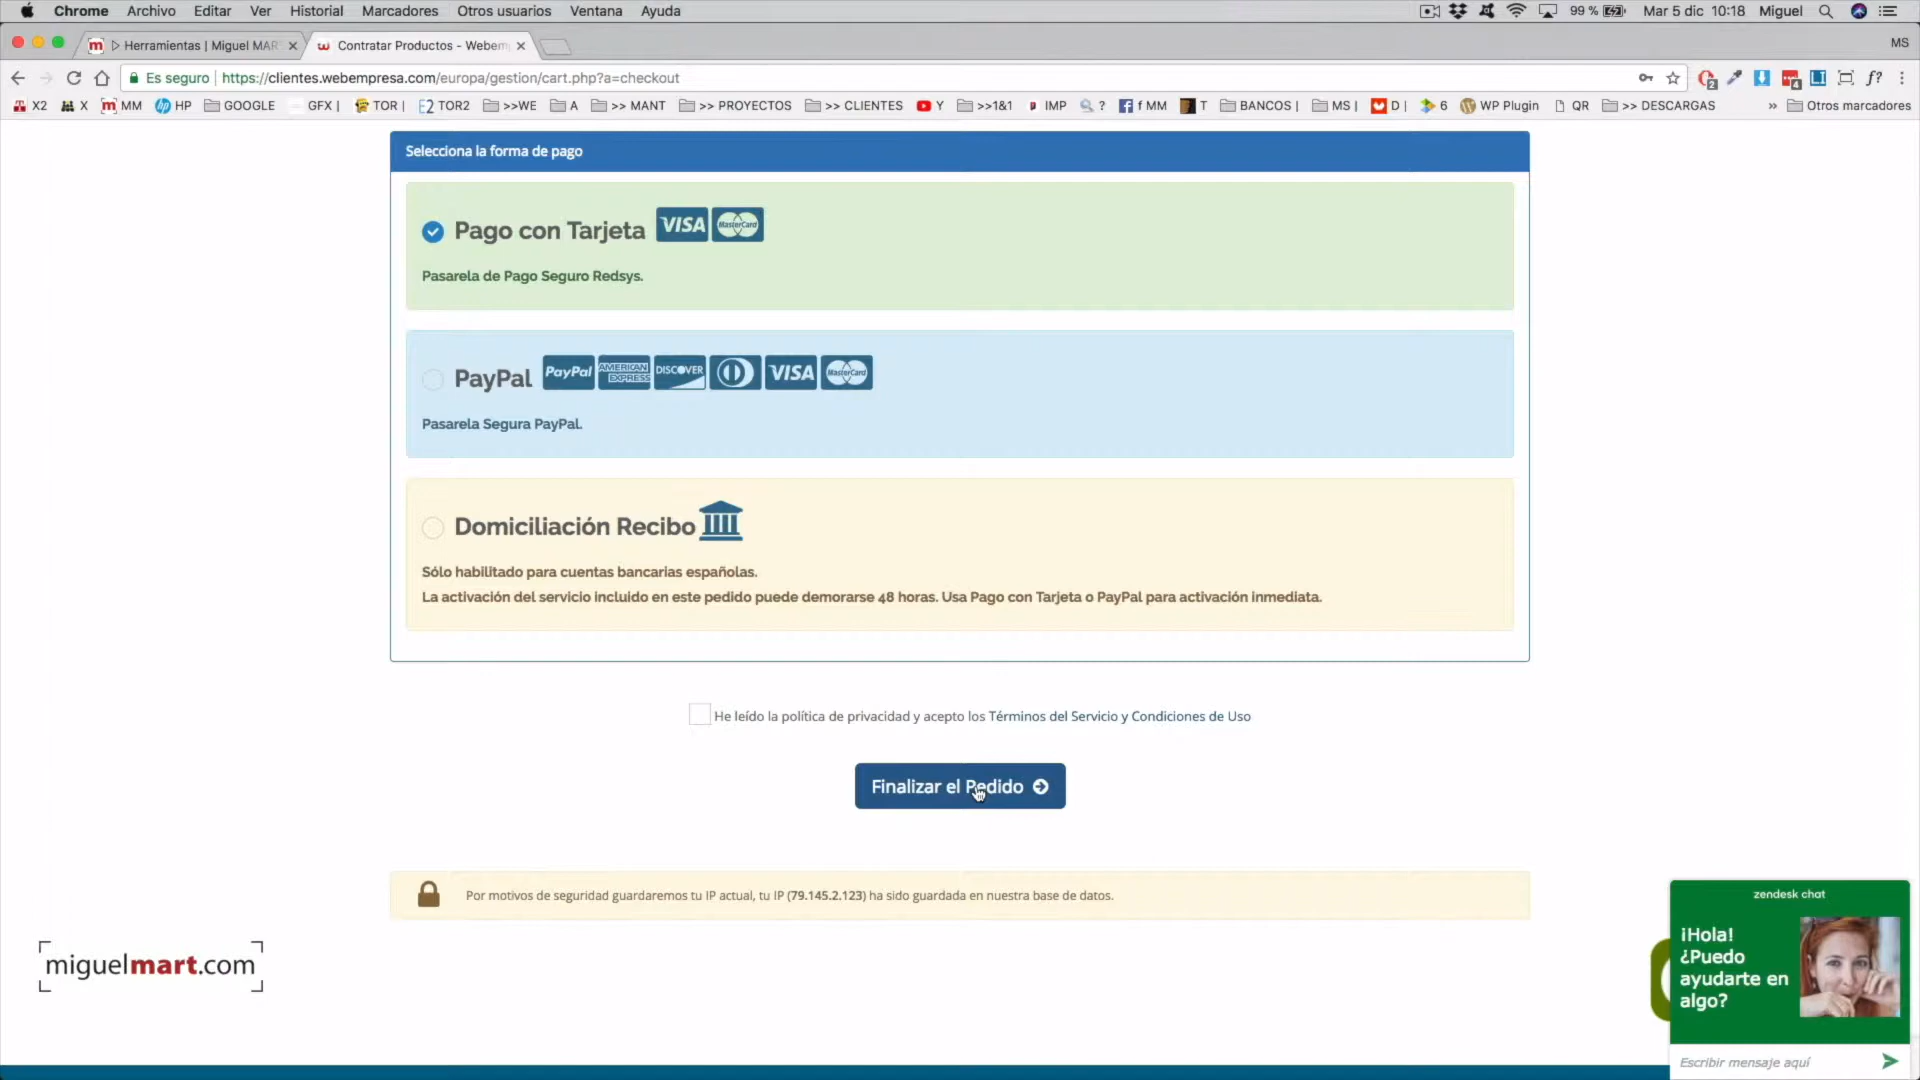 Chrome Archivo Editar Ver Historial Marcadores Otros usuarios Ventana Ayuda 99 % Mar 5 dic 10:18 Miguel
Herramientas | Miguel MAR Contratar Productos - Webem MS
Es seguro https://clientes.webempresa.com/europa/gestion/cart.php?a=checkout
X2 X MM HP GOOGLE GFX | TOR | TOR2 >>WE A >> MANT >> PROYECTOS >> CLIENTES Y >>1&1 IMP ? f MM T BANCOS | MS | D | 6 WP Plugin QR >> DESCARGAS » Otros marcadores
Selecciona la forma de pago
Pago con Tarjeta VISA MasterCard
Pasarela de Pago Seguro Redsys.
PayPal PayPal AMERICAN EXPRESS DISCOVER VISA MasterCard
Pasarela Segura PayPal.
Domiciliación Recibo
Sólo habilitado para cuentas bancarias españolas.
La activación del servicio incluido en este pedido puede demorarse 48 horas. Usa Pago con Tarjeta o PayPal para activación inmediata.
He leído la política de privacidad y acepto los Términos del Servicio y Condiciones de Uso
Finalizar el Pedido
Por motivos de seguridad guardaremos tu IP actual, tu IP (79.145.2.123) ha sido guardada en nuestra base de datos.
miguelmart.com
zendesk chat
¡Hola!
¿Puedo
ayudarte en
algo?
Escribir mensaje aquí